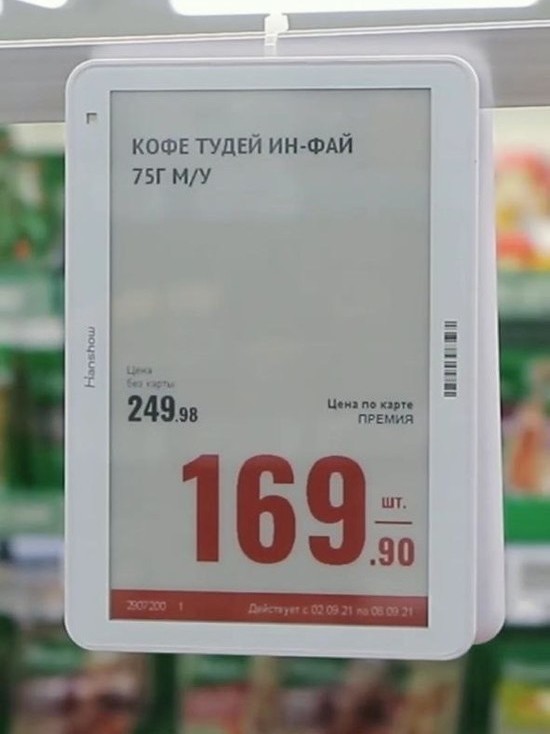 КОФЕ ТУДЕЙ ИН-ФАЙ
75Г М/У
Hanshow
Цена
без карты
249.98
Цена по карте
ПРЕМИЯ
169.90
шт.
2907200 1
Действует с 02.09.21 по 08.09.21